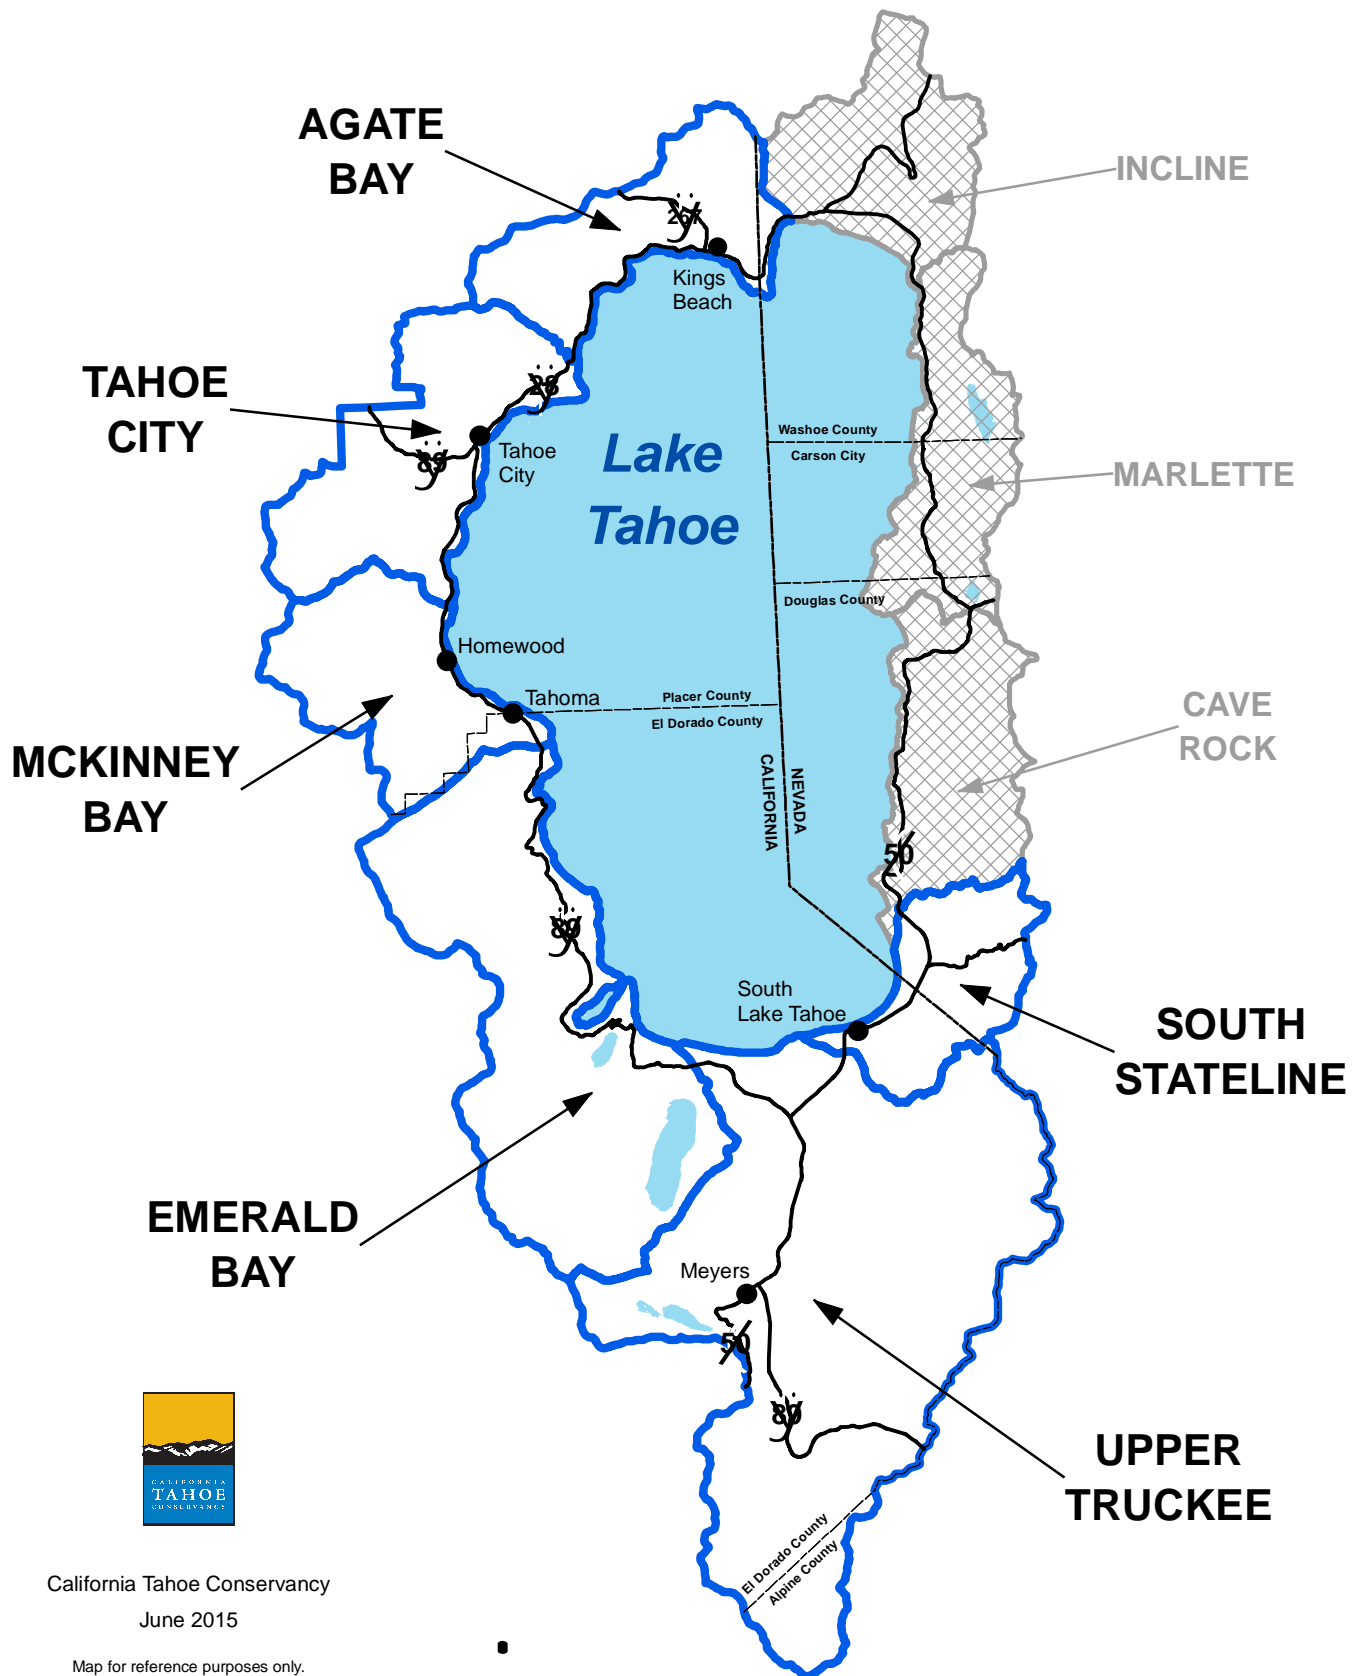 AGATE
BAY
INCLINE
267
Kings
Beach
TAHOE
CITY
28
Tahoe
City
89
Lake
Tahoe
Washoe County
Carson City
MARLETTE
Douglas County
Homewood
Tahoma
Placer County
El Dorado County
CAVE
ROCK
MCKINNEY
BAY
CALIFORNIA
NEVADA
50
89
South
Lake Tahoe
SOUTH
STATELINE
EMERALD
BAY
Meyers
50
89
UPPER
TRUCKEE
El Dorado County
Alpine County
CALIFORNIA
TAHOE
CONSERVANCY
California Tahoe Conservancy
June 2015
Map for reference purposes only.